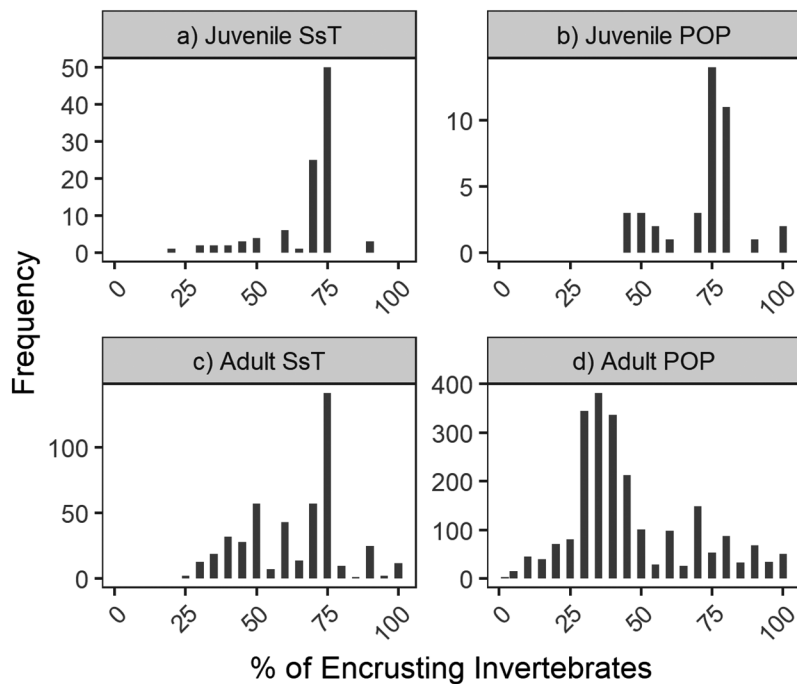 a) Juvenile SsT
b) Juvenile POP
50
40
30
20
10
0
10
5
0
0 25 50 75 100
0 25 50 75 100
Frequency
c) Adult SsT
d) Adult POP
100
50
0
400
300
200
100
0
0 25 50 75 100
0 25 50 75 100
% of Encrusting Invertebrates